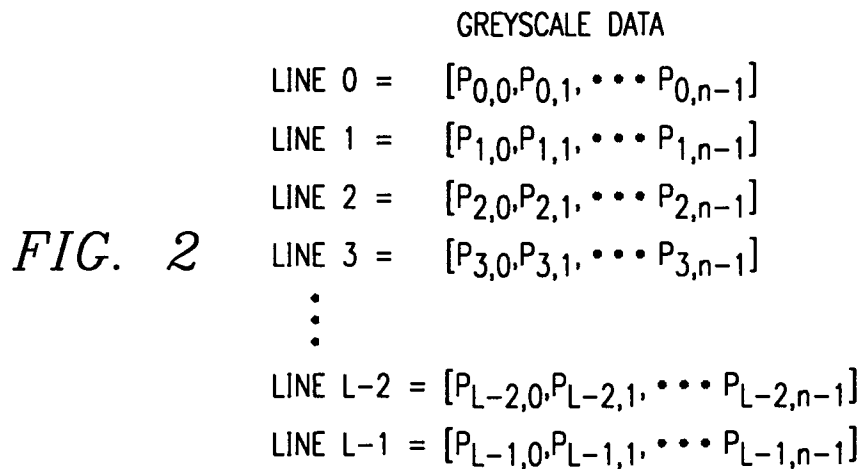 GREYSCALE DATA
LINE 0 = [P0,0,P0,1, ••• P0,n−1]
LINE 1 = [P1,0,P1,1, ••• P1,n−1]
LINE 2 = [P2,0,P2,1, ••• P2,n−1]
FIG. 2
LINE 3 = [P3,0,P3,1, ••• P3,n−1]
LINE L−2 = [PL−2,0,PL−2,1, ••• PL−2,n−1]
LINE L−1 = [PL−1,0,PL−1,1, ••• PL−1,n−1]